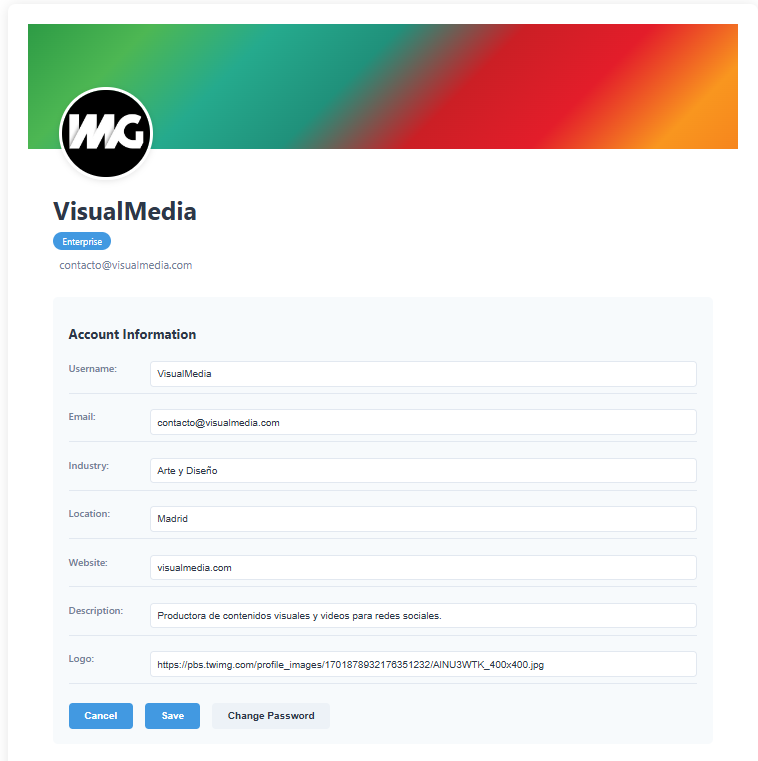 WMG
VisualMedia
Enterprise
contacto@visualmedia.com
Account Information
Username: VisualMedia
Email: contacto@visualmedia.com
Industry: Arte y Diseño
Location: Madrid
Website: visualmedia.com
Description: Productora de contenidos visuales y videos para redes sociales.
Logo: https://pbs.twimg.com/profile_images/1701878932176351232/AlNU3WTK_400x400.jpg
Cancel Save Change Password